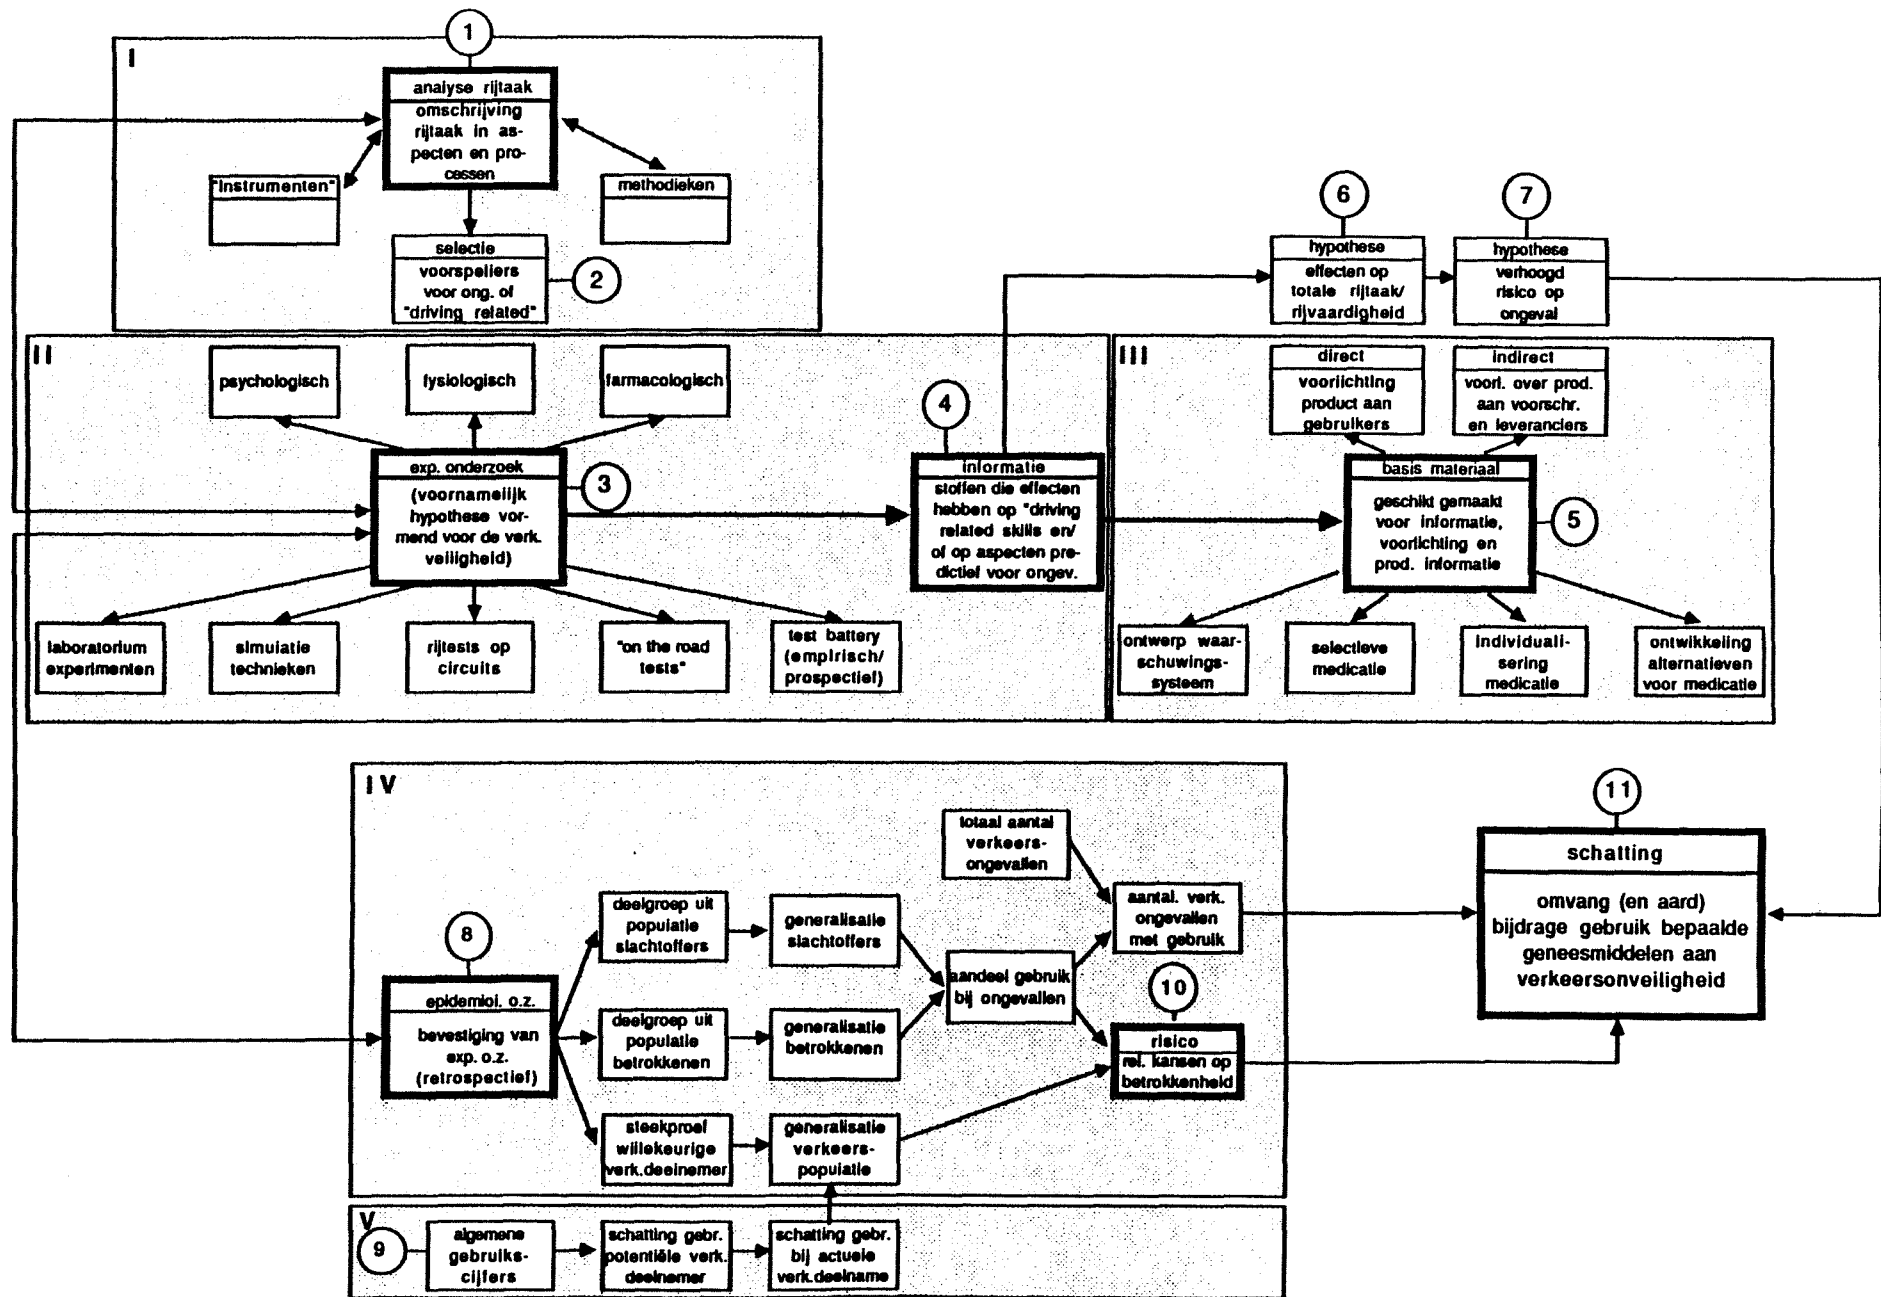 1
I
analyse rijtaak
omschrijving
rijtaak in as-
pecten en pro-
cessen
"instrumenten"
methodieken
selectie
voorspellers
voor ong. of
"driving related"
2
6
7
hypothese
effecten op
totale rijtaak/
rijvaardigheid
hypothese
verhoogd
risico op
ongeval
II
psychologisch
fysiologisch
farmacologisch
exp. onderzoek
(voornamelijk
hypothese vor-
mend voor de verk.
veiligheid)
3
4
informatie
stoffen die effecten
hebben op "driving
related skills en/
of op aspecten pre-
dictief voor ongev.
laboratorium
experimenten
simulatie
technieken
rijtests op
circuits
"on the road
tests"
test battery
(empirisch/
prospectief)
III
direct
voorlichting
product aan
gebruikers
indirect
voorl. over prod.
aan voorschr.
en leveranciers
basis materiaal
geschikt gemaakt
voor informatie,
voorlichting en
prod. informatie
5
ontwerp waar-
schuwings-
systeem
selectieve
medicatie
individuali-
sering
medicatie
ontwikkeling
alternatieven
voor medicatie
IV
8
epidemiol. o.z.
bevestiging van
exp. o.z.
(retrospectief)
deelgroep uit
populatie
slachtoffers
generalisatie
slachtoffers
deelgroep uit
populatie
betrokkenen
generalisatie
betrokkenen
steekproef
willekeurige
verk.deelnemer
generalisatie
verkeers-
populatie
totaal aantal
verkeers-
ongevallen
aandeel gebruik
bij ongevallen
aantal. verk.
ongevallen
met gebruik
10
risico
rel. kansen op
betrokkenheid
11
schatting
omvang (en aard)
bijdrage gebruik bepaalde
geneesmiddelen aan
verkeersonveiligheid
V
9
algemene
gebruiks-
cijfers
schatting gebr.
potentiële verk.
deelnemer
schatting gebr.
bij actuele
verk.deelname